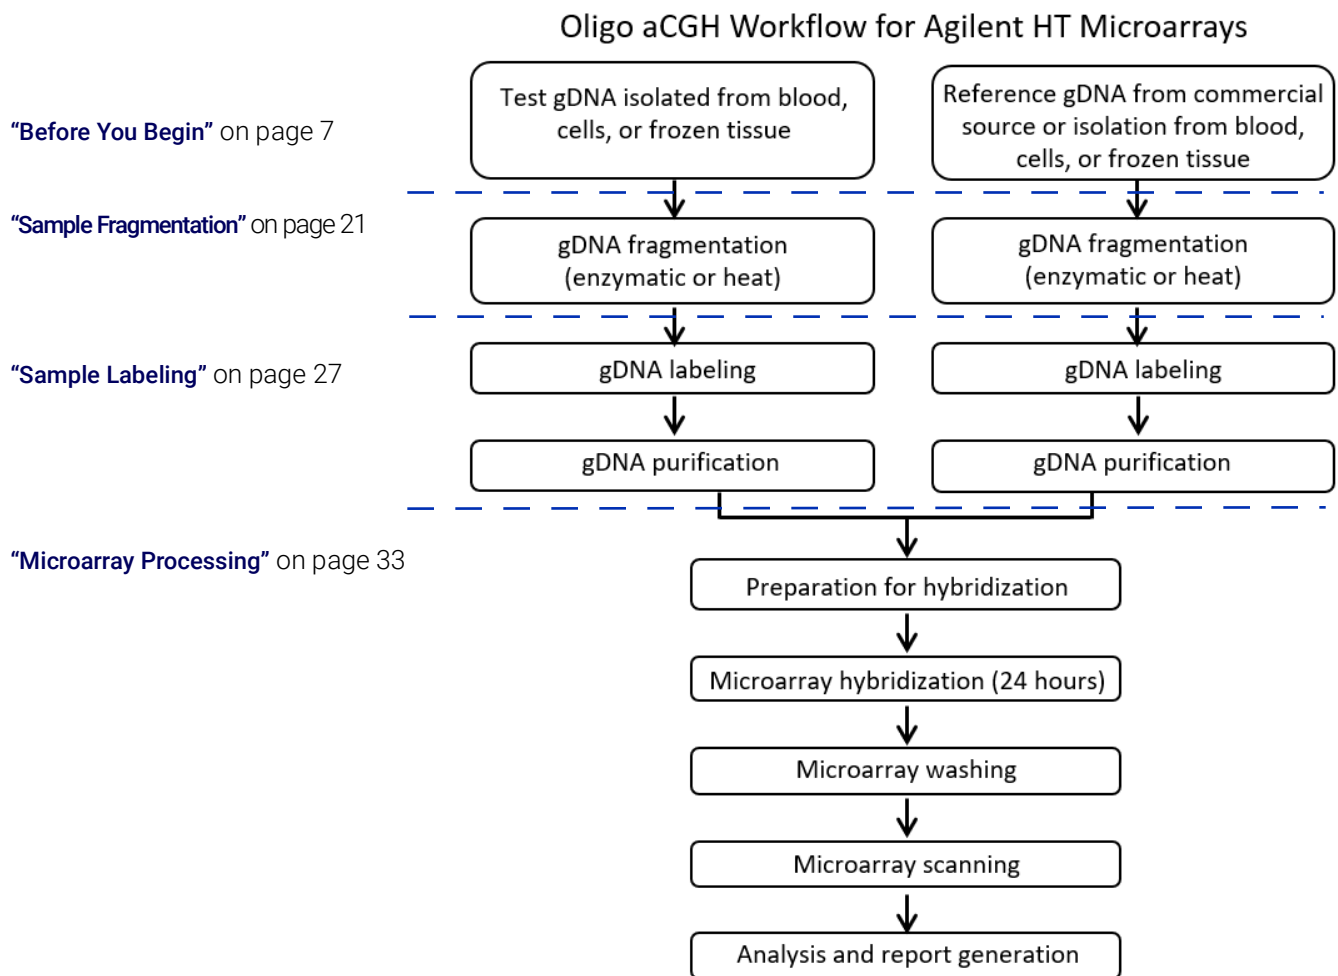 Oligo aCGH Workflow for Agilent HT Microarrays
“Before You Begin” on page 7
Test gDNA isolated from blood,
cells, or frozen tissue
Reference gDNA from commercial
source or isolation from blood,
cells, or frozen tissue
“Sample Fragmentation” on page 21
gDNA fragmentation
(enzymatic or heat)
gDNA fragmentation
(enzymatic or heat)
“Sample Labeling” on page 27
gDNA labeling
gDNA labeling
gDNA purification
gDNA purification
“Microarray Processing” on page 33
Preparation for hybridization
Microarray hybridization (24 hours)
Microarray washing
Microarray scanning
Analysis and report generation